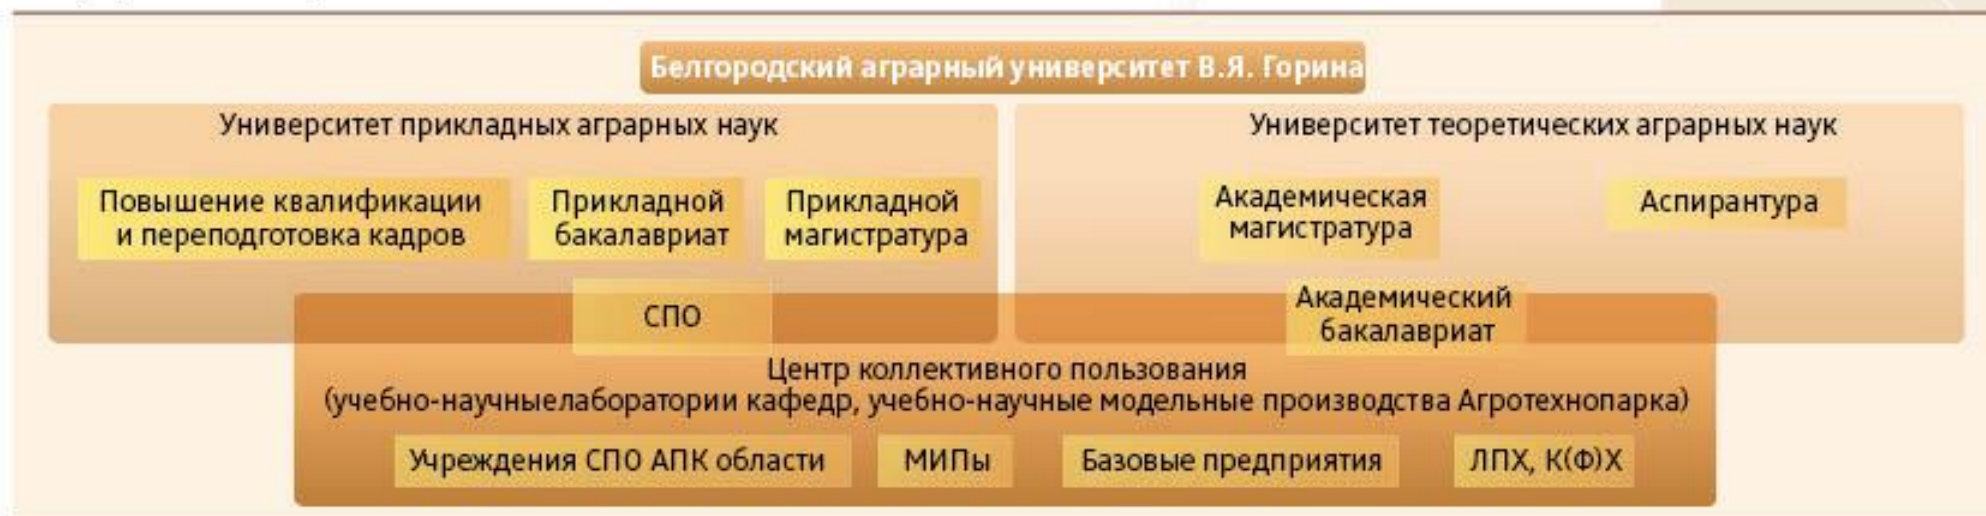 Белгородский аграрный университет В.Я. Горина
Университет прикладных аграрных наук
Университет теоретических аграрных наук
Повышение квалификации
и переподготовка кадров
Прикладной
бакалавриат
Прикладной
магистратура
Академическая
магистратура
Аспирантура
СПО
Академический
бакалавриат
Центр коллективного пользования
(учебно-научныелаборатории кафедр, учебно-научные модельные производства Агротехнопарка)
Учреждения СПО АПК области
МИПы
Базовые предприятия
ЛПХ, К(Ф)Х